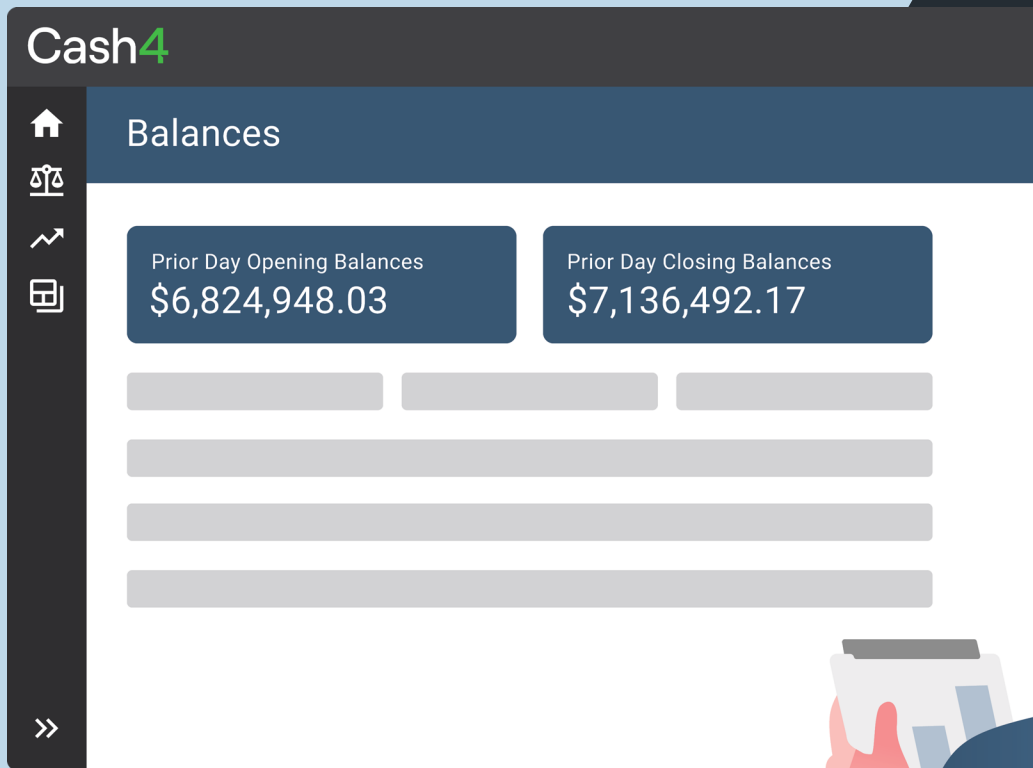 Cash4
Balances
Prior Day Opening Balances
$6,824,948.03
Prior Day Closing Balances
$7,136,492.17